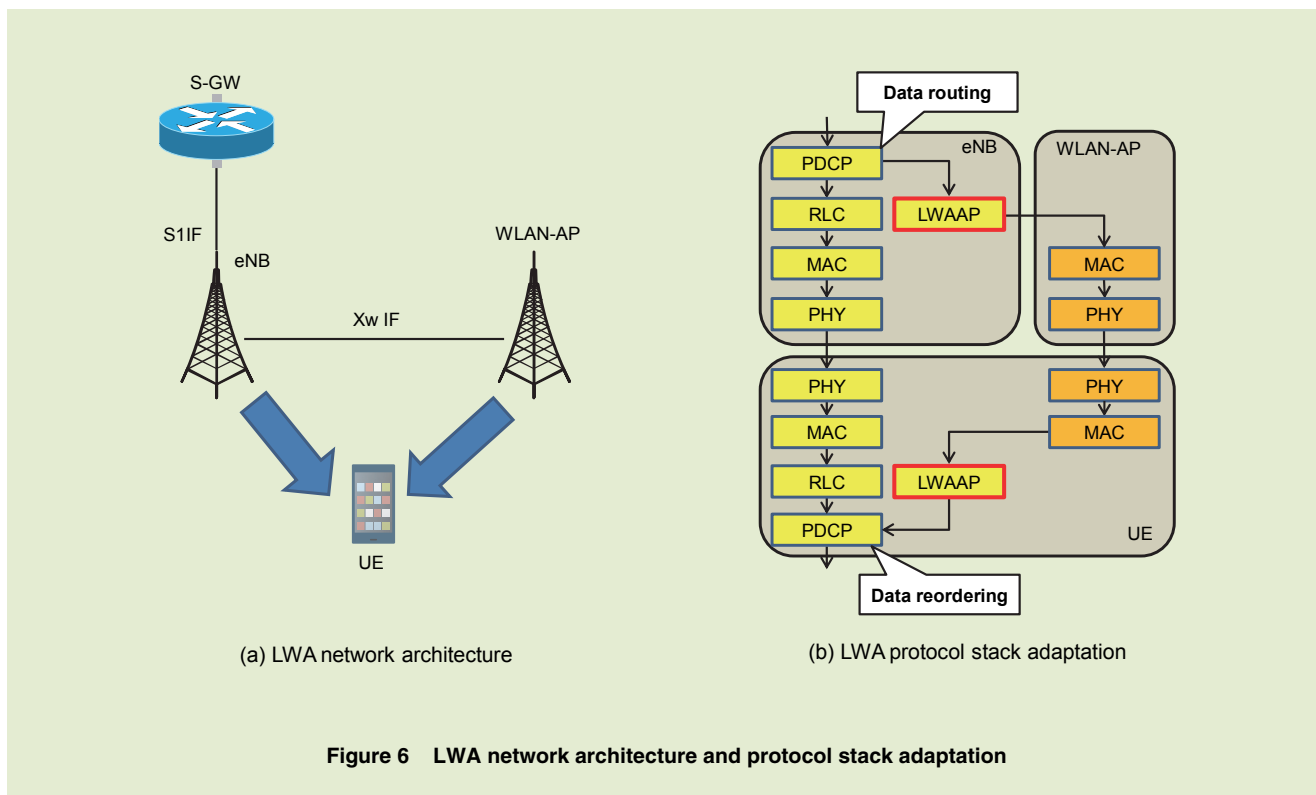 S-GW
S1IF
eNB
WLAN-AP
Xw IF
UE
(a) LWA network architecture
Data routing
eNB
WLAN-AP
PDCP
RLC
LWAAP
MAC
MAC
PHY
PHY
PHY
PHY
MAC
MAC
RLC
LWAAP
PDCP
UE
Data reordering
(b) LWA protocol stack adaptation
Figure 6 LWA network architecture and protocol stack adaptation